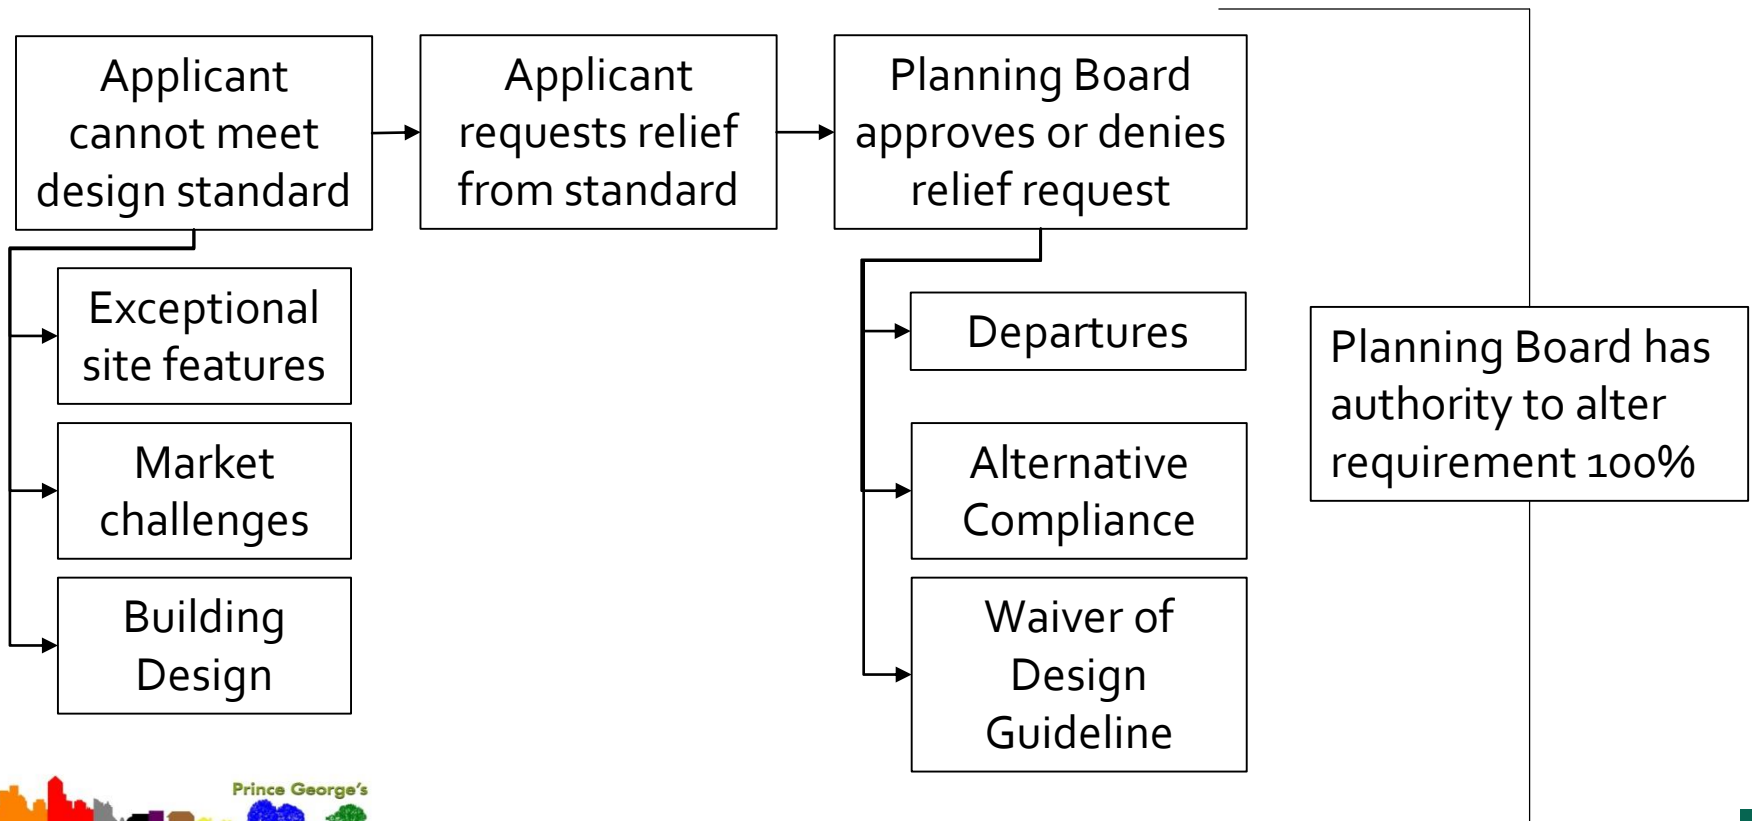 Applicant
cannot meet
design standard
Applicant
requests relief
from standard
Planning Board
approves or denies
relief request
Exceptional
site features
Market
challenges
Building
Design
Departures
Alternative
Compliance
Waiver of
Design
Guideline
Planning Board has
authority to alter
requirement 100%
Prince George's